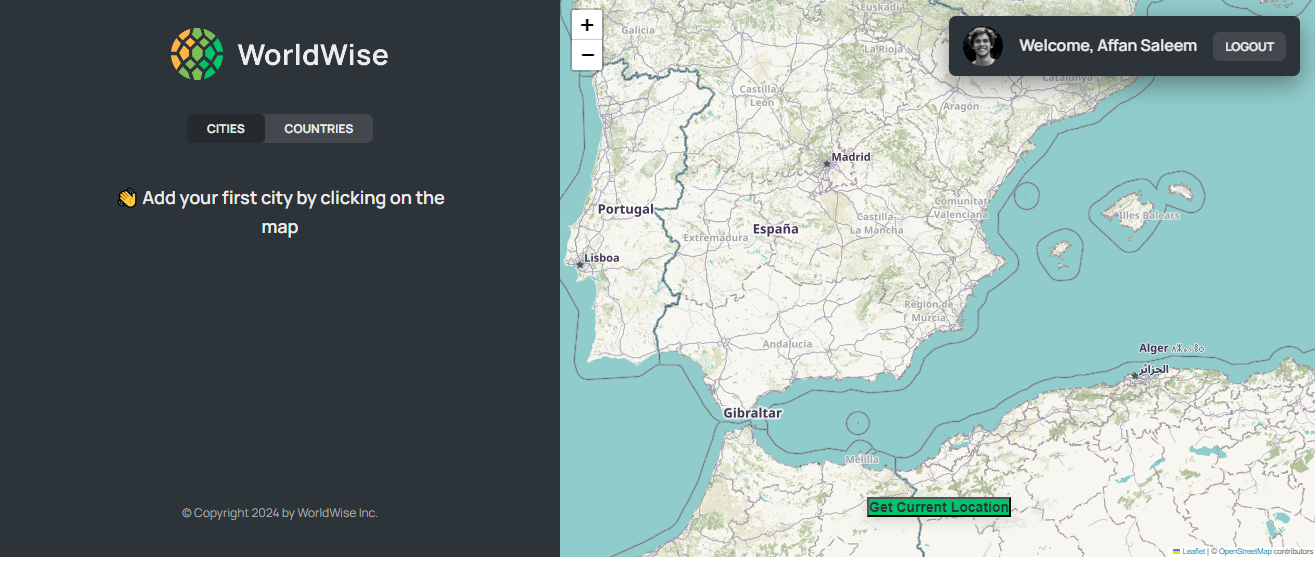 WorldWise
CITIES
COUNTRIES
👋 Add your first city by clicking on the
map
© Copyright 2024 by WorldWise Inc.
+
−
Welcome, Affan Saleem
LOGOUT
Euskadi
Galicia
La Rioja
Catalunya
Castilla y
León
Aragón
Madrid
Portugal
Comunitat
Valenciana
Castilla-
La Mancha
Illes Balears
España
Extremadura
Lisboa
Región de
Murcia
Andalucía
Alger ⴷⵣⴰⵢⴻⵔ
الجزائر
Gibraltar
Melilla
Get Current Location
Leaflet | © OpenStreetMap contributors